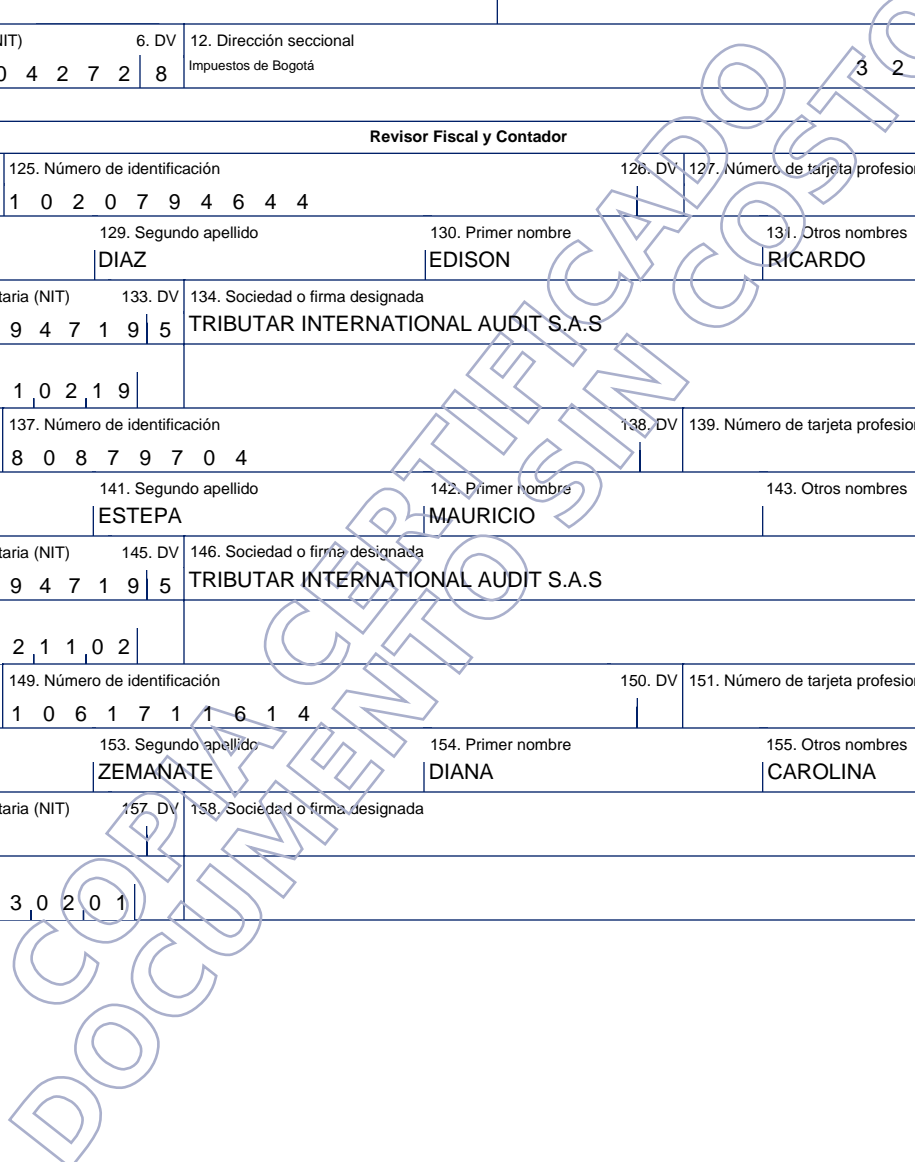 NIT) 6. DV 12. Dirección seccional
0 4 2 7 2 8 Impuestos de Bogotá 3 2
Revisor Fiscal y Contador
125. Número de identificación 126. DV 127. Número de tarjeta profesion
1 0 2 0 7 9 4 6 4 4
129. Segundo apellido 130. Primer nombre 131. Otros nombres
DIAZ EDISON RICARDO
taria (NIT) 133. DV 134. Sociedad o firma designada
9 4 7 1 9 5 TRIBUTAR INTERNATIONAL AUDIT S.A.S
1 0 2 1 9
137. Número de identificación 138. DV 139. Número de tarjeta profesion
8 0 8 7 9 7 0 4
141. Segundo apellido 142. Primer nombre 143. Otros nombres
ESTEPA MAURICIO
taria (NIT) 145. DV 146. Sociedad o firma designada
9 4 7 1 9 5 TRIBUTAR INTERNATIONAL AUDIT S.A.S
2 1 1 0 2
149. Número de identificación 150. DV 151. Número de tarjeta profesion
1 0 6 1 7 1 1 6 1 4
153. Segundo apellido 154. Primer nombre 155. Otros nombres
ZEMANATE DIANA CAROLINA
taria (NIT) 157. DV 158. Sociedad o firma designada
3 0 2 0 1
COPIA CERTIFICADO
DOCUMENTO SIN COSTO